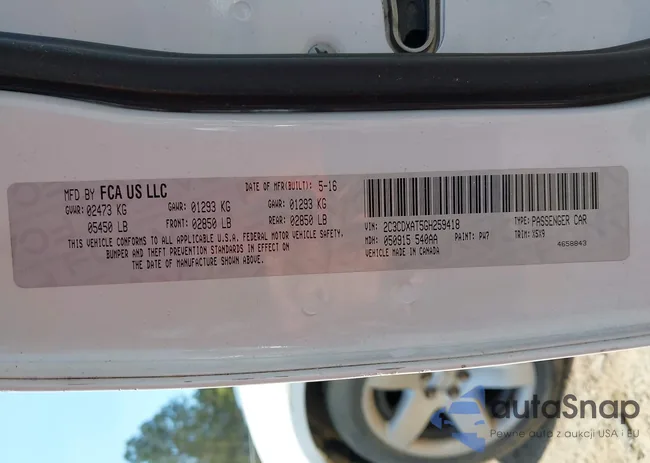 MFD BY FCA US LLC
DATE OF MFR(BUILT): 5-16
GVWR: 02473 KG
GAWR: 01293 KG
GAWR: 01293 KG
05450 LB
FRONT: 02850 LB
REAR: 02850 LB
THIS VEHICLE CONFORMS TO ALL APPLICABLE U.S.A. FEDERAL MOTOR VEHICLE SAFETY,
BUMPER AND THEFT PREVENTION STANDARDS IN EFFECT ON
THE DATE OF MANUFACTURE SHOWN ABOVE.
VIN: 2C3CDXAT5GH259418
TYPE: PASSENGER CAR
MDH: 050915 540AA
PAINT: PW7
TRIM: X5X9
VEHICLE MADE IN CANADA
4658843
autoSnap
Pewne auto z aukcji USA i EU